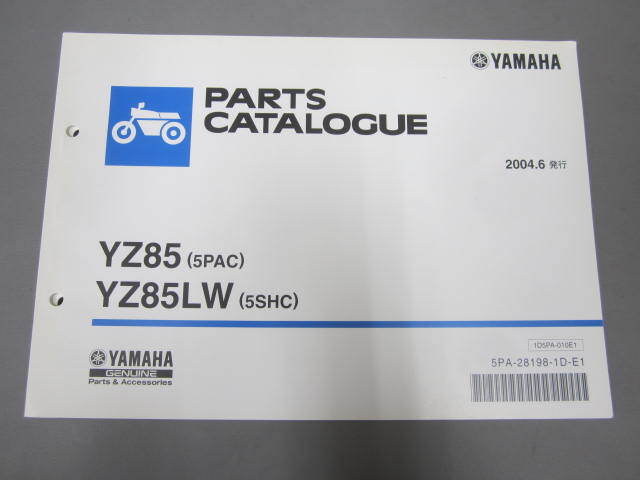 YAMAHA
PARTS
CATALOGUE
2004.6 発行
YZ85 (5PAC)
YZ85LW (5SHC)
YAMAHA
GENUINE
Parts & Accessories
1D5PA-010E1
5PA-28198-1D-E1